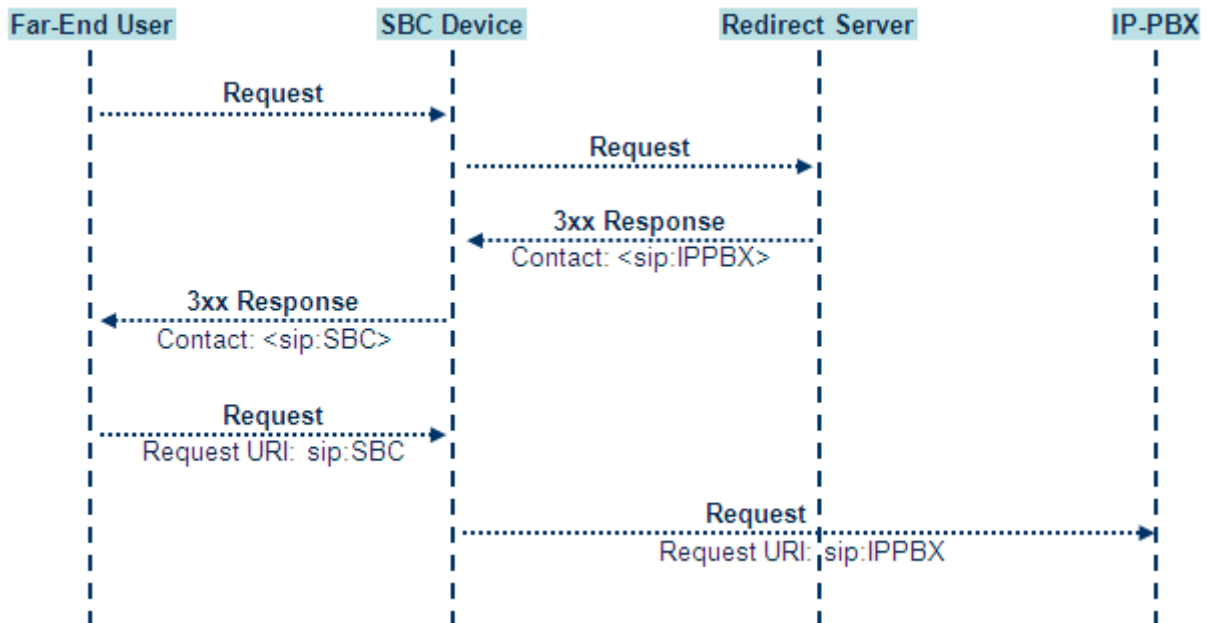 Far-End User
SBC Device
Redirect Server
IP-PBX
Request
Request
3xx Response
Contact: <sip:IPPBX>
3xx Response
Contact: <sip:SBC>
Request
Request URI: sip:SBC
Request
Request URI: sip:IPPBX